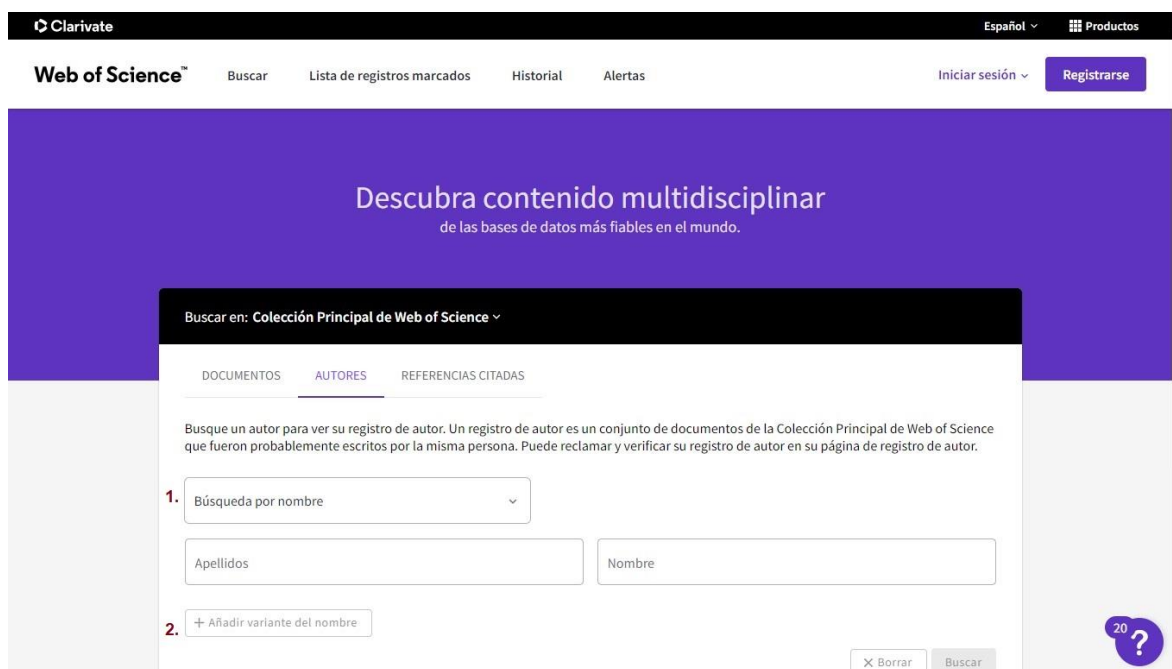 Clarivate
Español
Productos
Web of Science™
Buscar
Lista de registros marcados
Historial
Alertas
Iniciar sesión
Registrarse
Descubra contenido multidisciplinar
de las bases de datos más fiables en el mundo.
Buscar en: Colección Principal de Web of Science
DOCUMENTOS
AUTORES
REFERENCIAS CITADAS
Busque un autor para ver su registro de autor. Un registro de autor es un conjunto de documentos de la Colección Principal de Web of Science
que fueron probablemente escritos por la misma persona. Puede reclamar y verificar su registro de autor en su página de registro de autor.
1.
Búsqueda por nombre
Apellidos
Nombre
2.
+ Añadir variante del nombre
20
?
X Borrar
Buscar